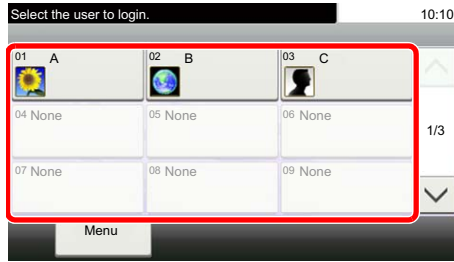 Select the user to login. 10:10
01 A 02 B 03 C
04 None 05 None 06 None
1/3
07 None 08 None 09 None
Menu